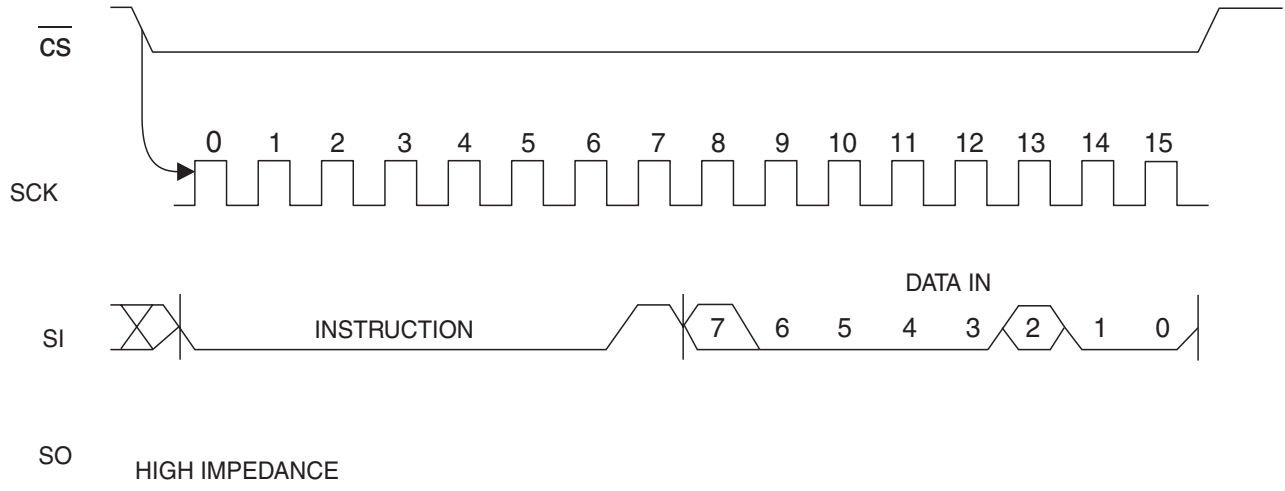 CS
0 1 2 3 4 5 6 7 8 9 10 11 12 13 14 15
SCK
DATA IN
SI INSTRUCTION 7 6 5 4 3 2 1 0
SO
HIGH IMPEDANCE